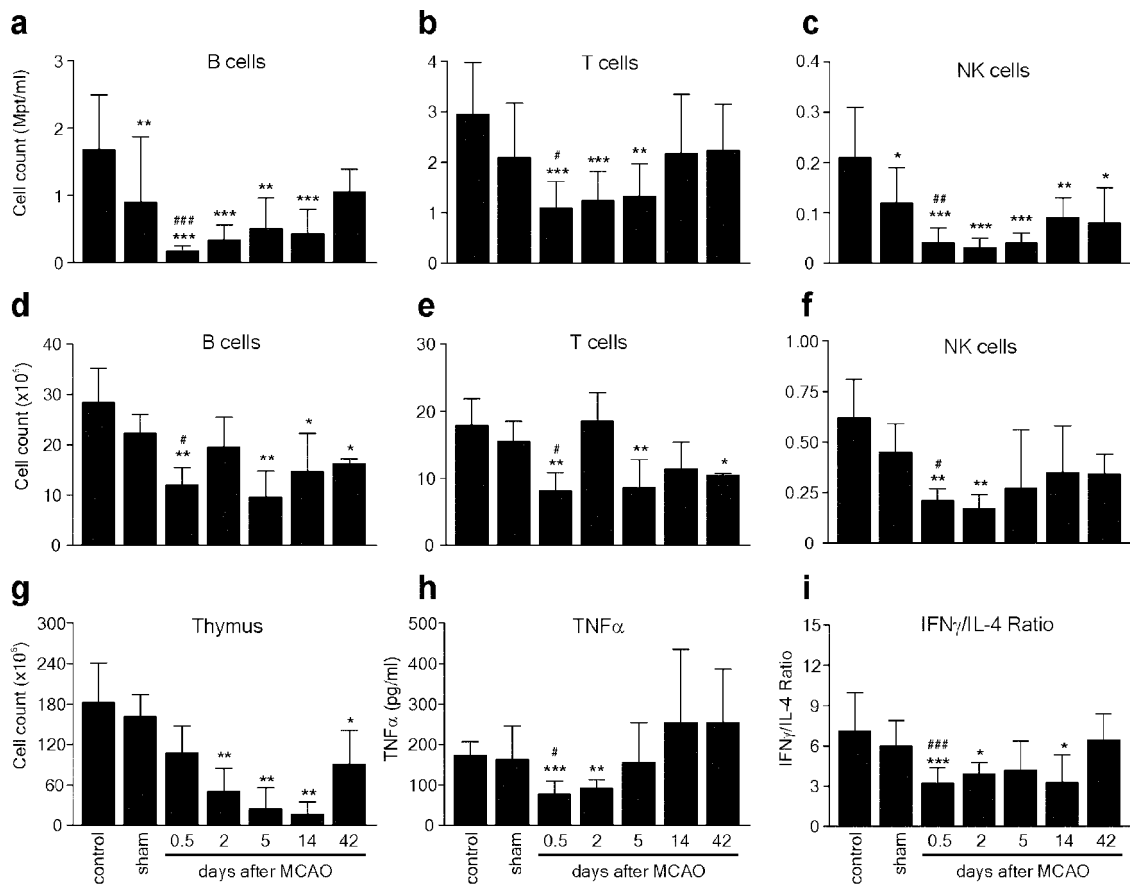 a
B cells
Cell count (Mpt/ml)
3
2
1
0
**
###
***
***
**
***
b
T cells
4
3
2
1
0
#
***
***
**
c
NK cells
0.4
0.3
0.2
0.1
0
*
##
***
***
***
**
*
d
B cells
Cell count (x10⁶)
40
30
20
10
0
#
**
**
*
*
e
T cells
30
20
10
0
#
**
**
*
f
NK cells
1.00
0.75
0.50
0.25
0
#
**
**
g
Thymus
Cell count (x10⁶)
300
240
180
120
60
0
**
**
**
*
control
sham
0.5 2 5 14 42
days after MCAO
h
TNFα
TNFα (pg/ml)
500
400
300
200
100
0
#
***
**
control
sham
0.5 2 5 14 42
days after MCAO
i
IFNγ/IL-4 Ratio
IFNγ/IL-4 Ratio
15
12
9
6
3
0
###
***
*
*
control
sham
0.5 2 5 14 42
days after MCAO